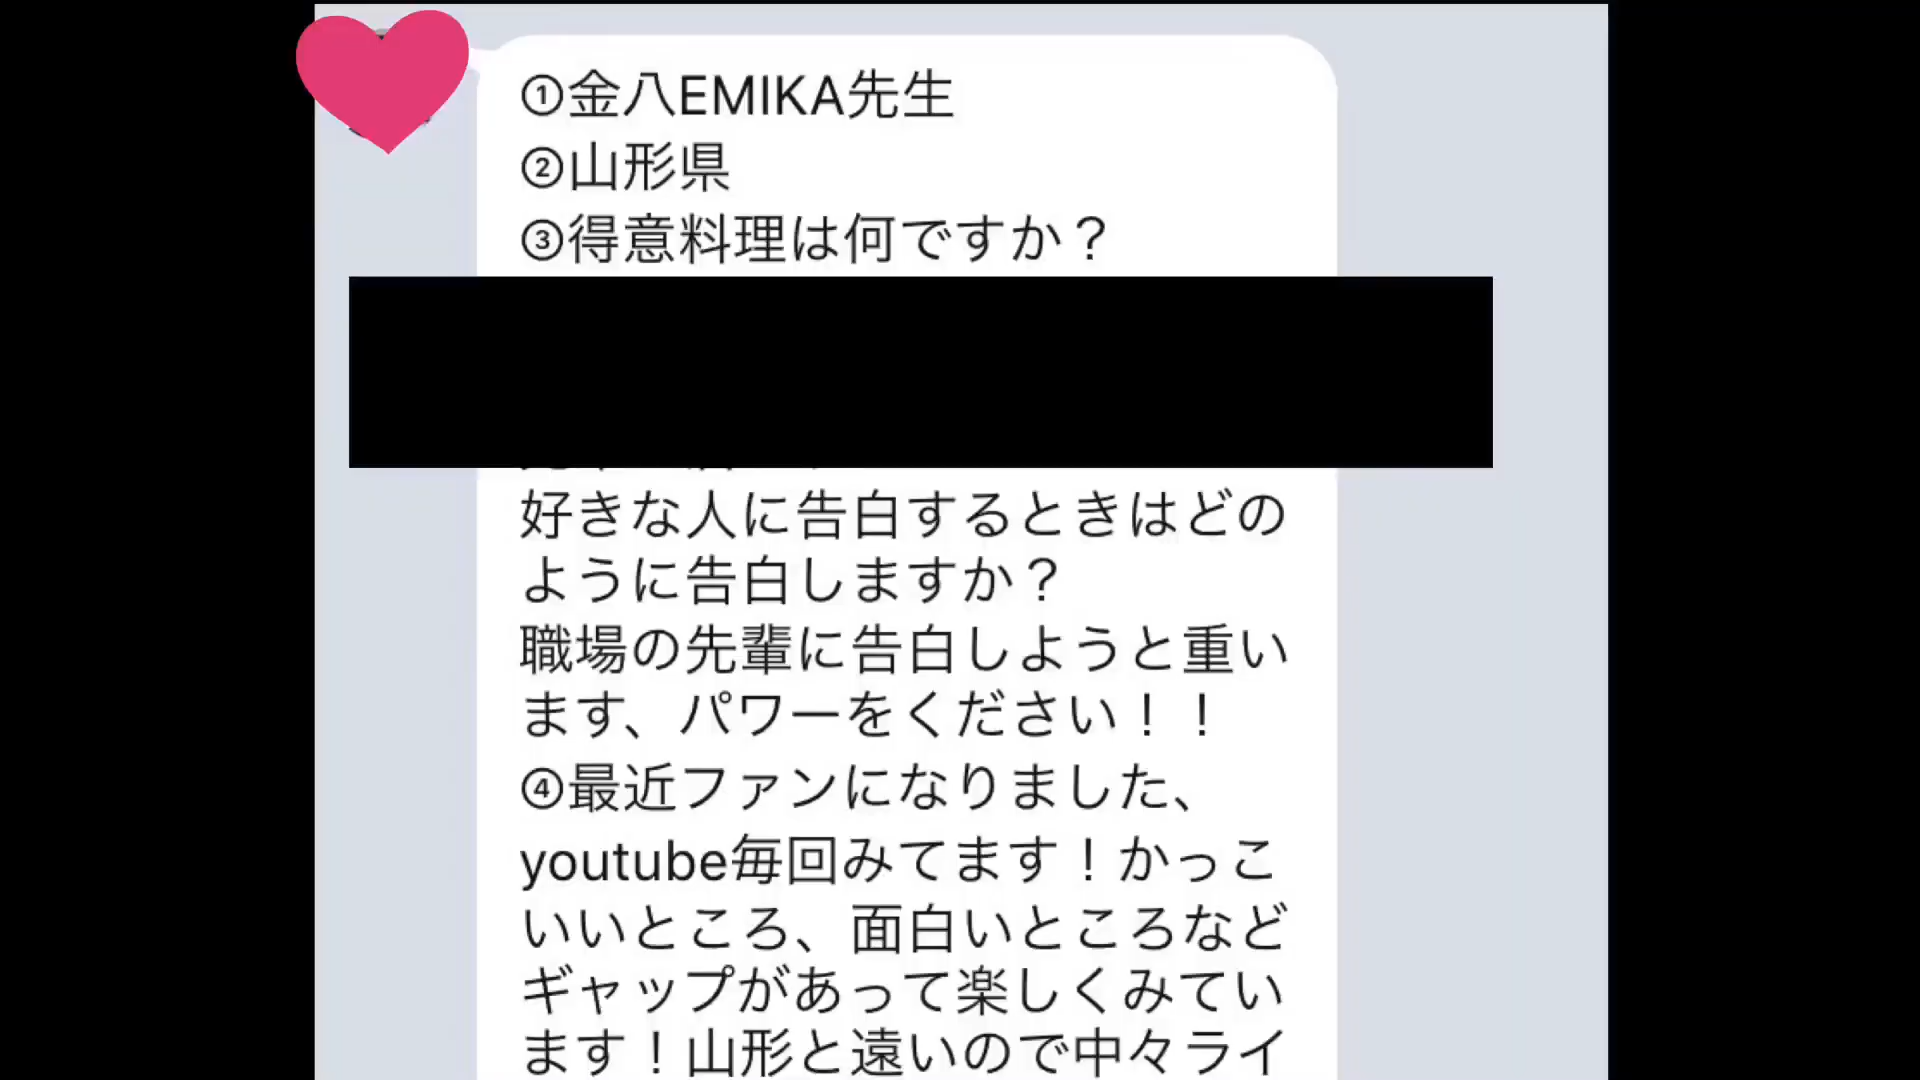 ①金八EMIKA先生
②山形県
③得意料理は何ですか？
好きな人に告白するときはどの
ように告白しますか？
職場の先輩に告白しようと重い
ます、パワーをください！！
④最近ファンになりました、
youtube毎回みてます！かっこ
いいところ、面白いところなど
ギャップがあって楽しくみてい
ます！山形と遠いので中々ライ